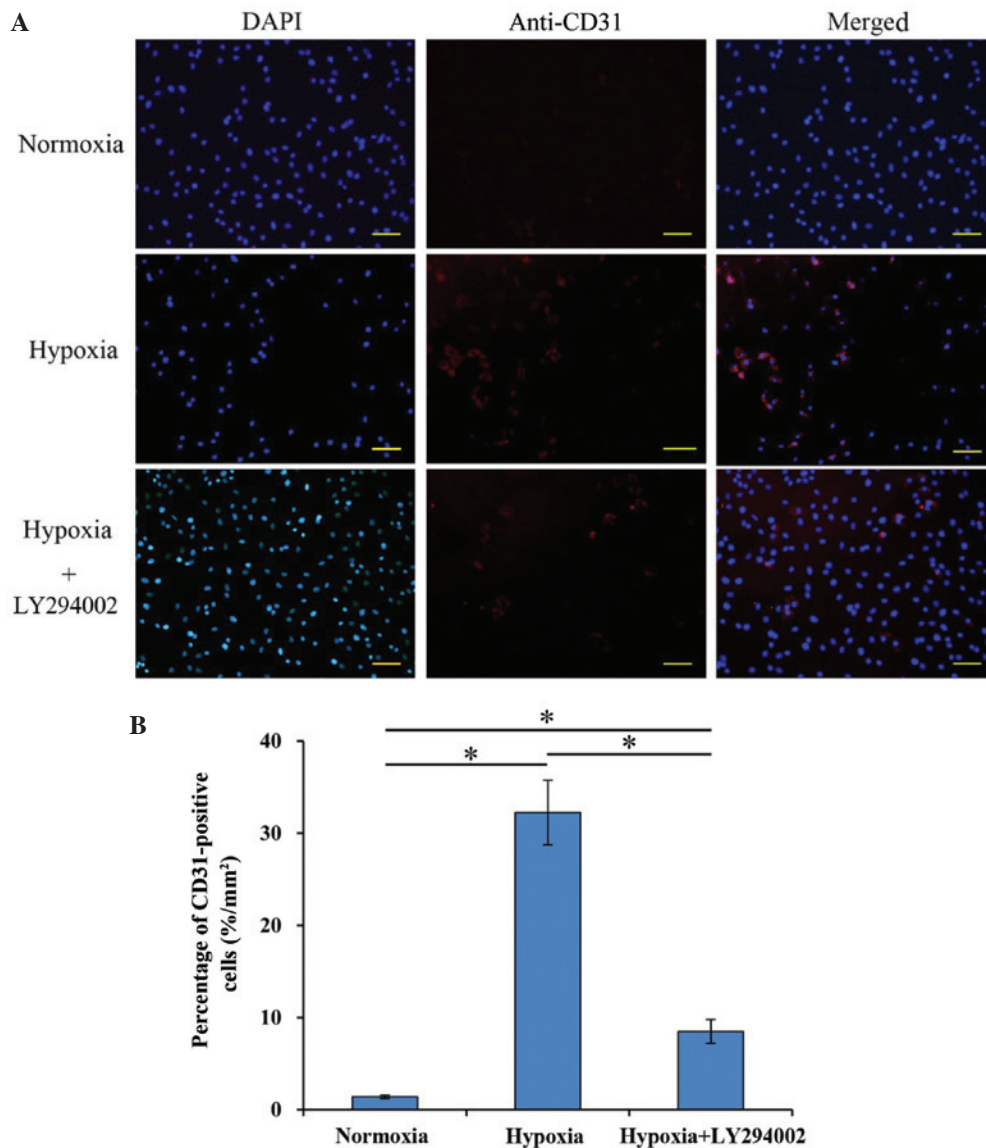 A
DAPI
Anti-CD31
Merged
Normoxia
Hypoxia
Hypoxia
+
LY294002
B
*
*
*
Percentage of CD31-positive
cells (%/mm²)
40
30
20
10
0
Normoxia
Hypoxia
Hypoxia+LY294002